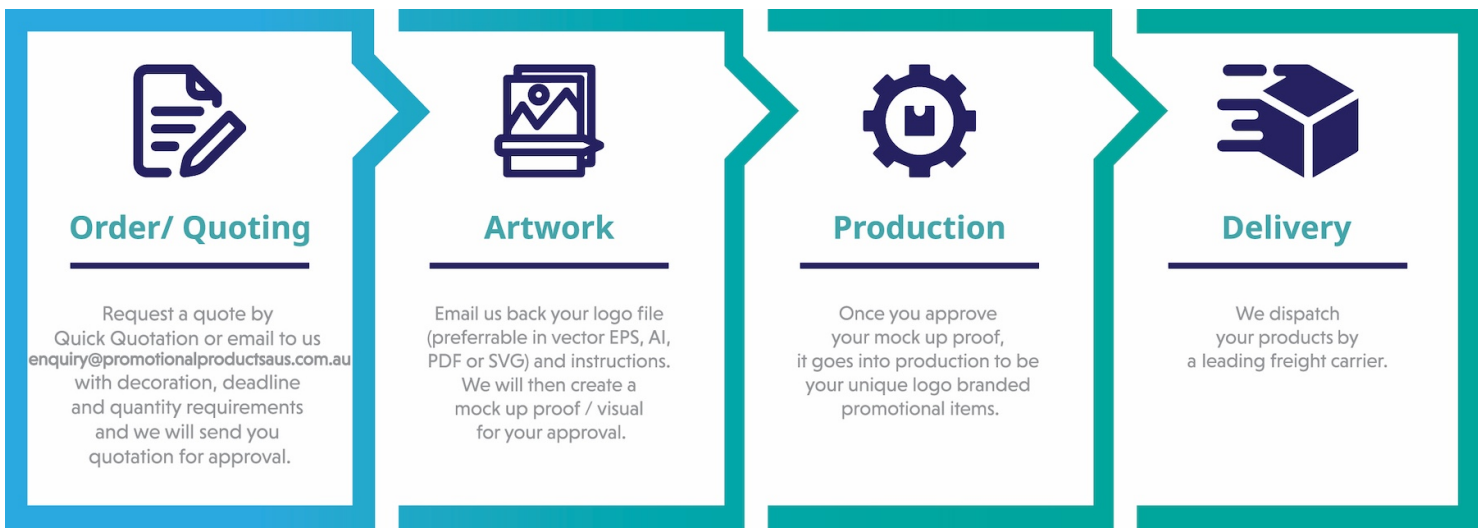 Order/ Quoting
Request a quote by
Quick Quotation or email to us
enquiry@promotionalproductsaus.com.au
with decoration, deadline
and quantity requirements
and we will send you
quotation for approval.
Artwork
Email us back your logo file
(preferrable in vector EPS, AI,
PDF or SVG) and instructions.
We will then create a
mock up proof / visual
for your approval.
Production
Once you approve
your mock up proof,
it goes into production to be
your unique logo branded
promotional items.
Delivery
We dispatch
your products by
a leading freight carrier.